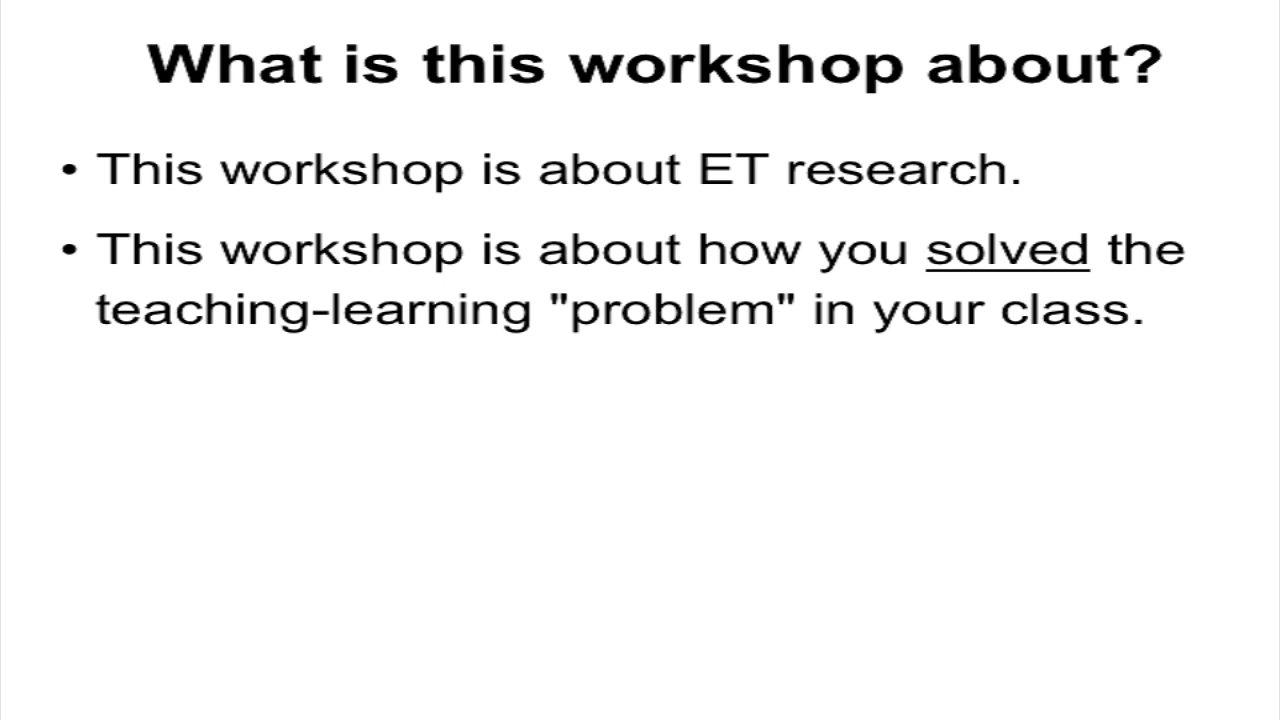 What is this workshop about?
• This workshop is about ET research.
• This workshop is about how you solved the
teaching-learning "problem" in your class.